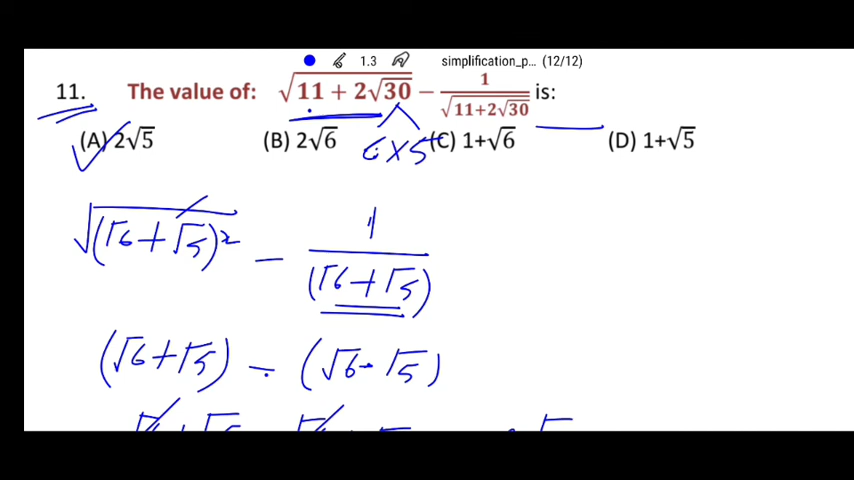 1.3 simplification_p... (12/12)
11. The value of: √11 + 2√30 − 1/√11+2√30 is:
(A) 2√5 (B) 2√6 (C) 1+√6 (D) 1+√5
6×5
√(√6+√5)² − 1/(√6+√5)
(√6+√5) − (√6-√5)